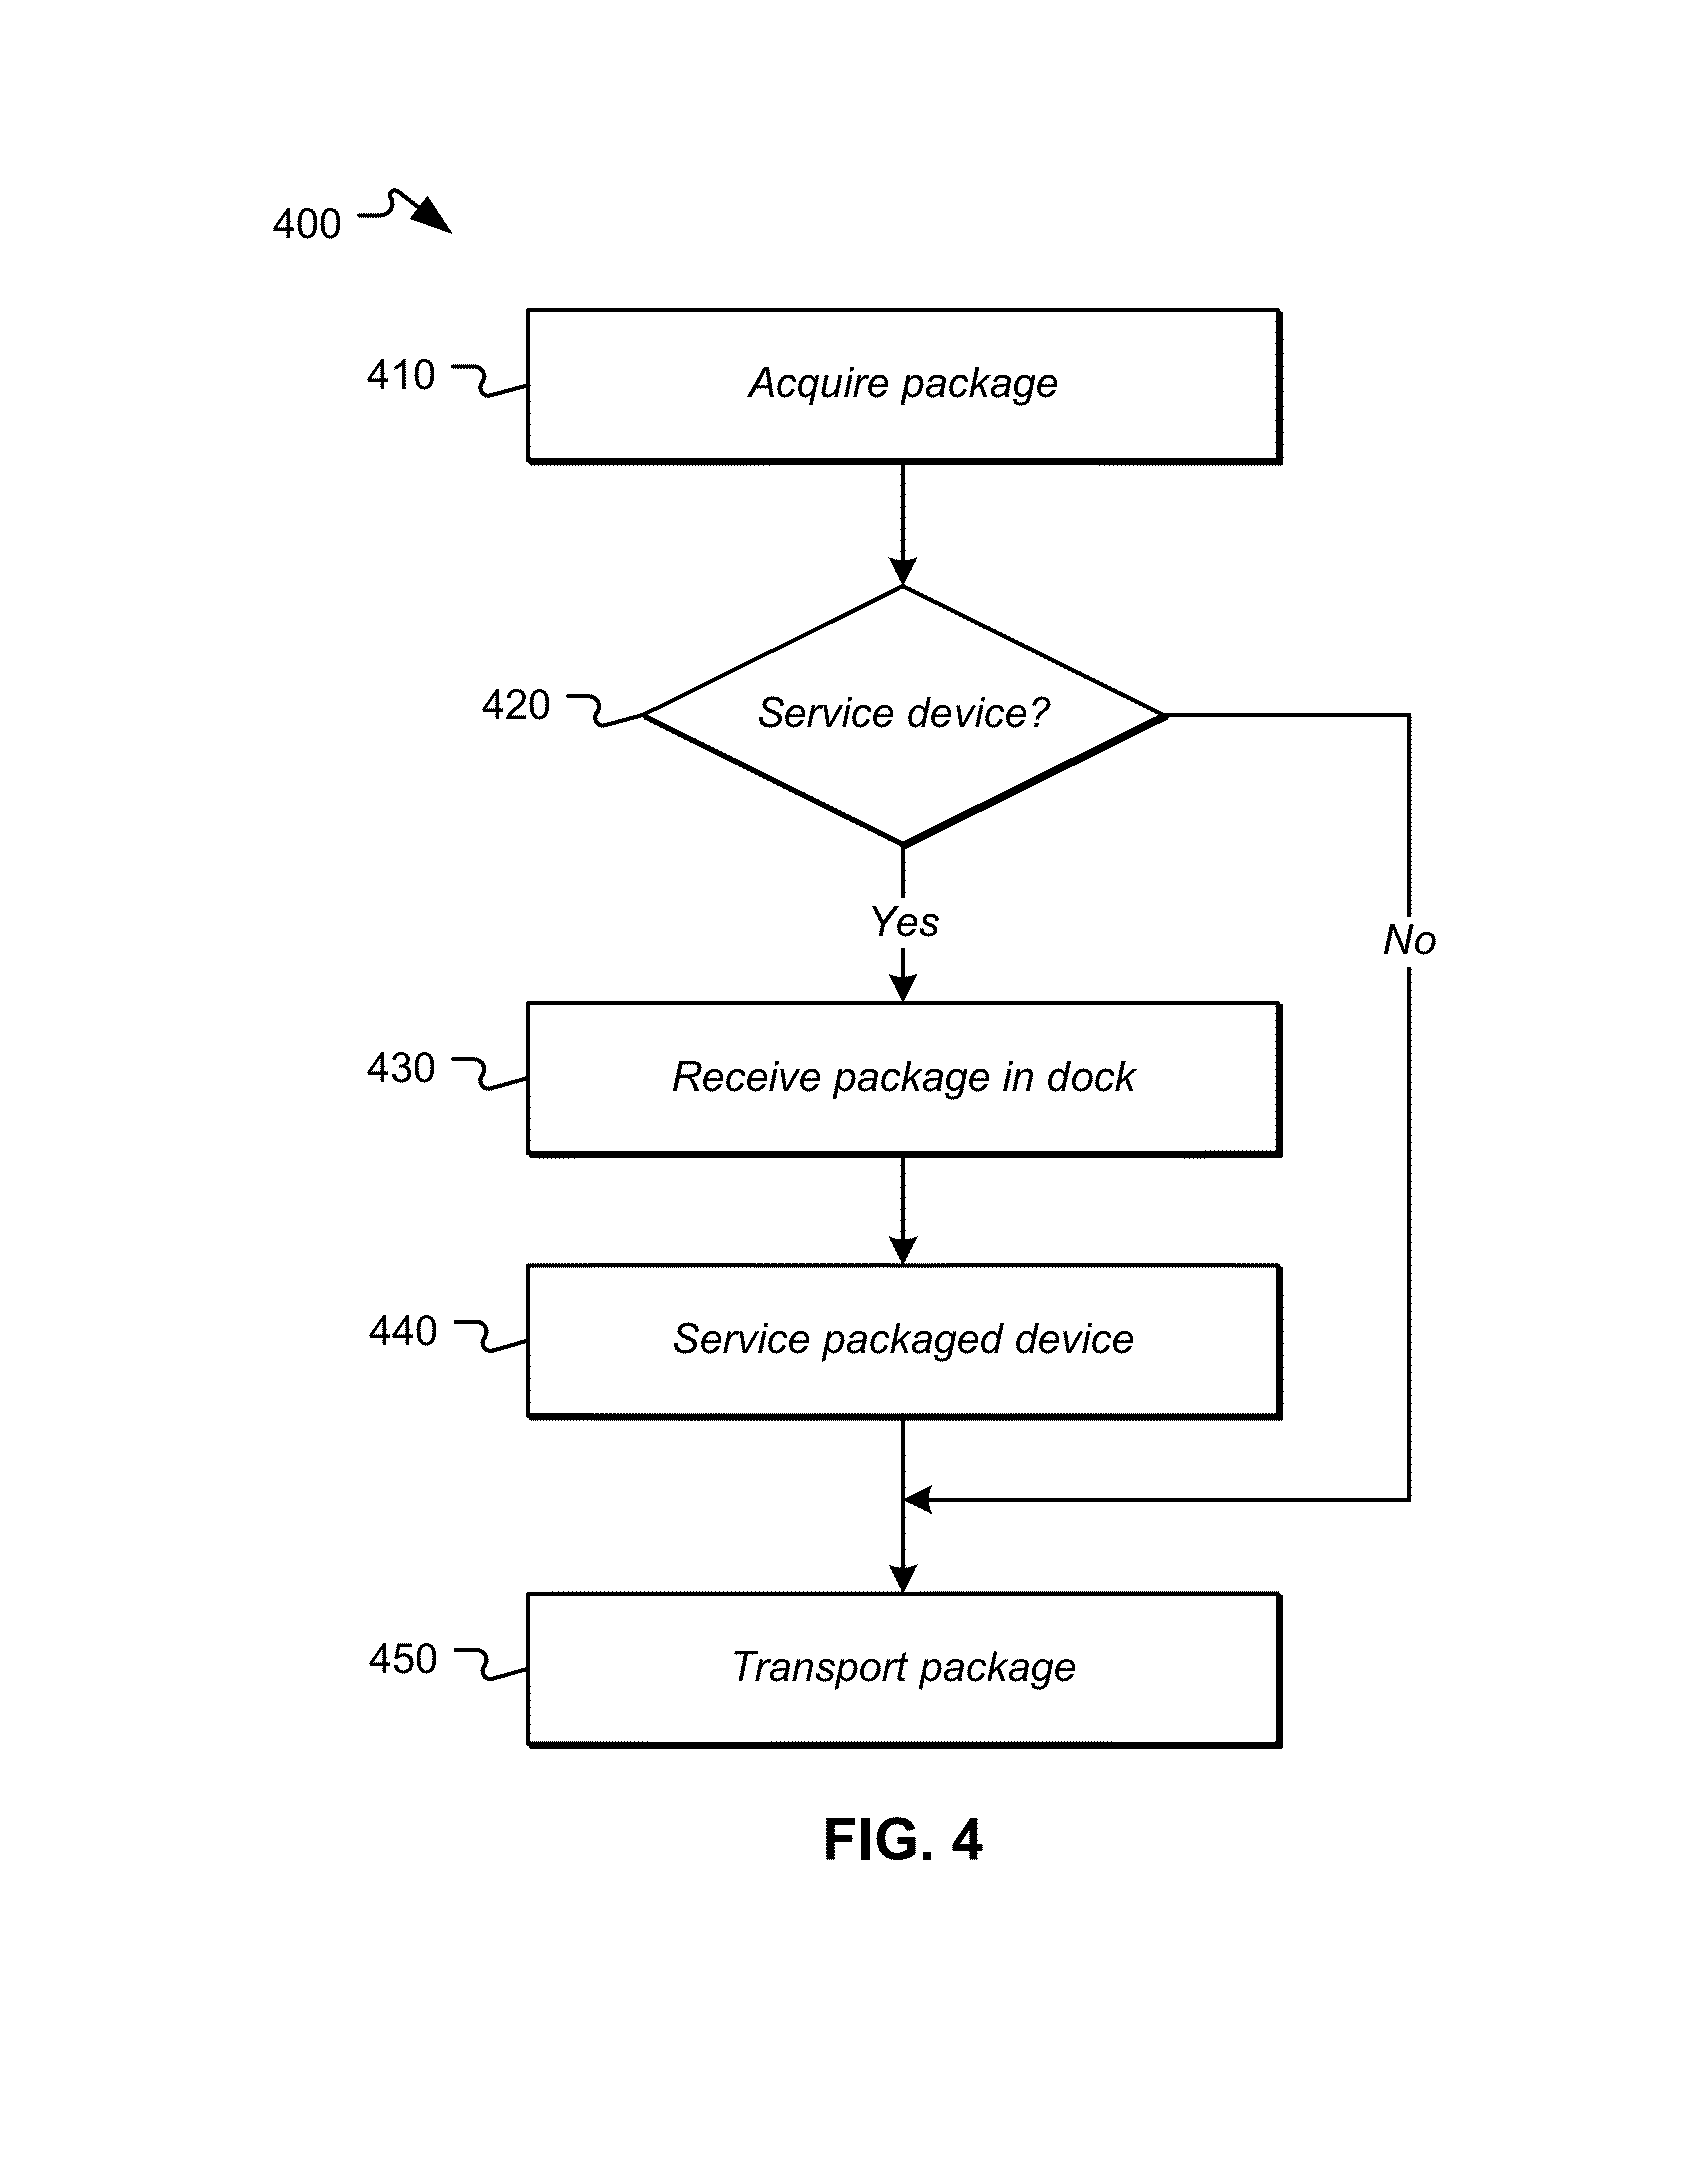 400
410
Acquire package
420
Service device?
Yes
No
430
Receive package in dock
440
Service packaged device
450
Transport package
FIG. 4